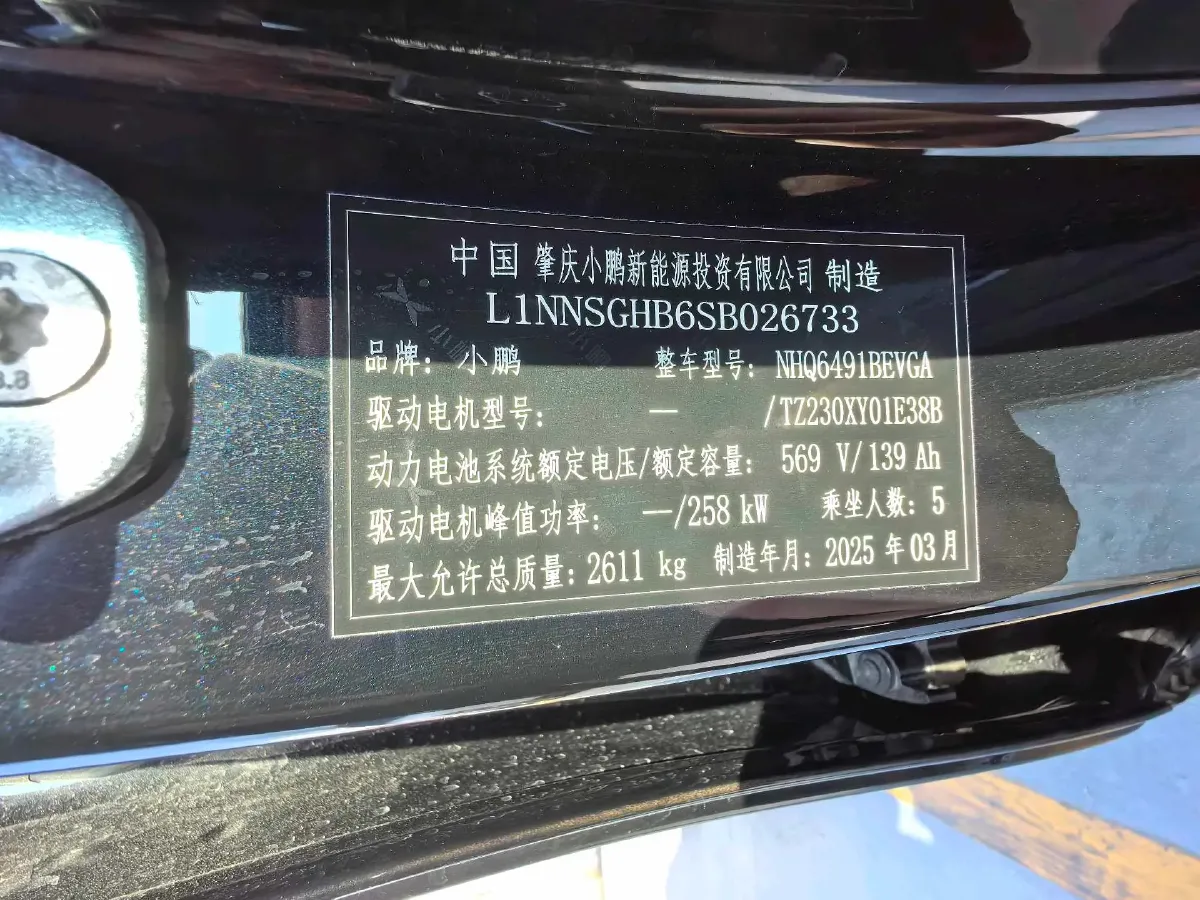 中国 肇庆小鹏新能源投资有限公司 制造
L1NNSGHB6SB026733
品牌: 小鹏 整车型号: NHQ6491BEVGA
驱动电机型号: — /TZ230XY01E38B
动力电池系统额定电压/额定容量: 569 V/139 Ah
驱动电机峰值功率: —/258 kW 乘坐人数: 5
最大允许总质量: 2611 kg 制造年月: 2025 年 03 月